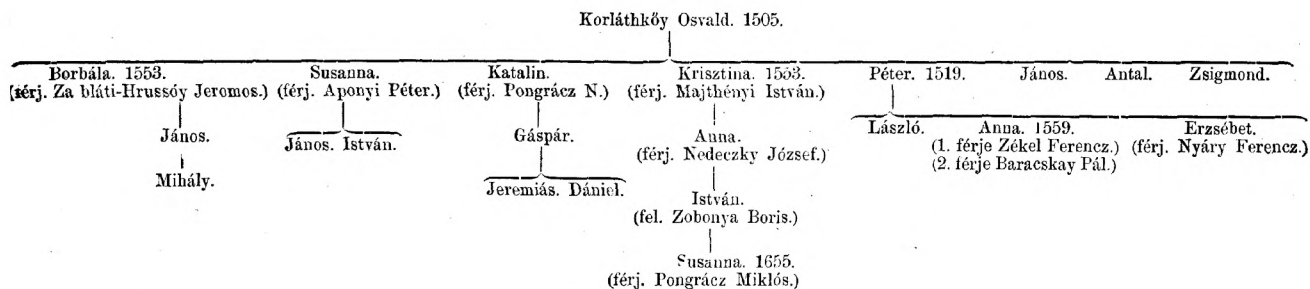 Korláthkőy Osvald. 1505.
Borbála. 1553. Susanna. Katalin. Krisztina. 1553. Péter. 1519. János. Antal. Zsigmond.
(férj. Za bláti-Hrussóy Jeromos.) (férj. Aponyi Péter.) (férj. Pongrácz N.) (férj. Majthényi István.)
János. János. István. Gáspár. Anna. László. Anna. 1559. Erzsébet.
(férj. Nedeczky József.) (1. férje Zékel Ferencz.) (férj. Nyáry Ferencz.)
Mihály. (2. férje Baracskay Pál.)
Jeremiás. Dániel. István.
(fel. Zobonya Boris.)
Susanna. 1655.
(férj. Pongrácz Miklós.)